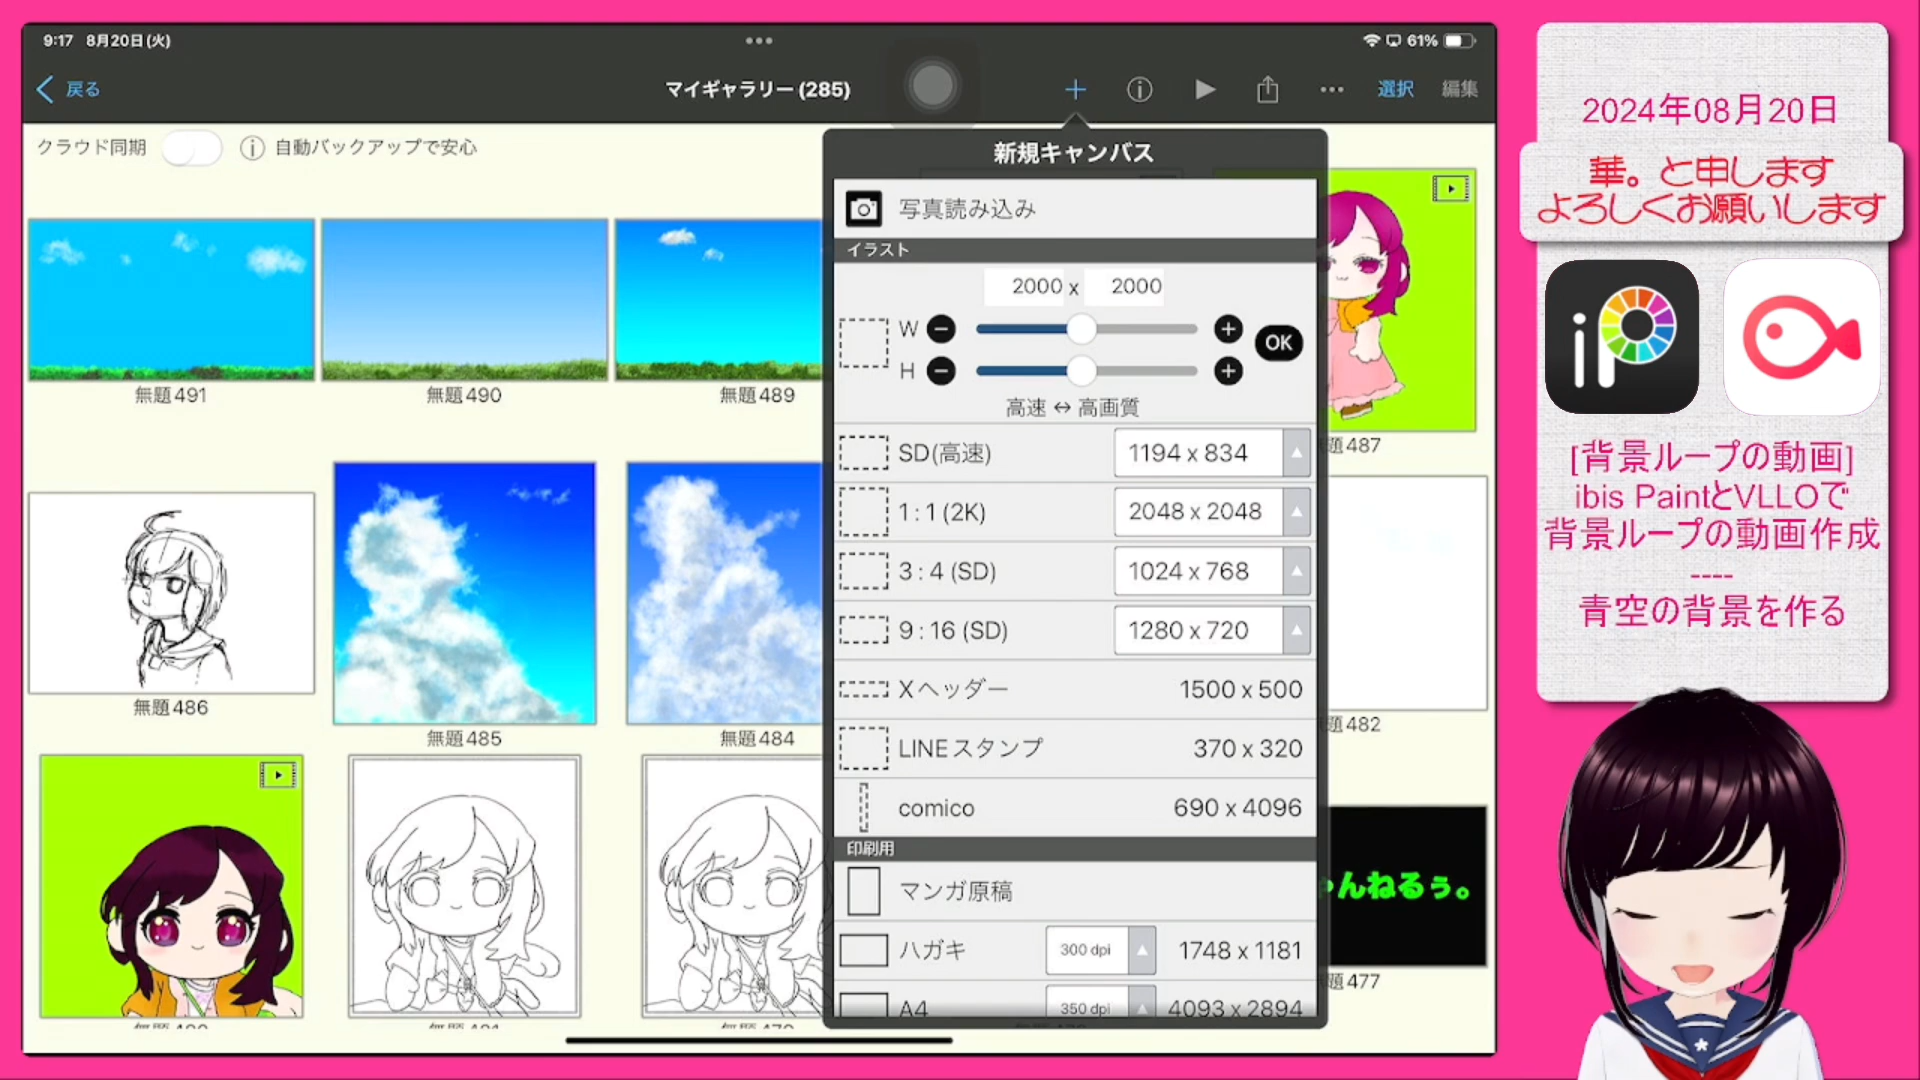 9:17 8月20日(火)
61%
戻る
マイギャラリー (285)
選択
編集
クラウド同期
自動バックアップで安心
新規キャンバス
写真読み込み
イラスト
2000 x 2000
W
H
OK
高速 ↔ 高画質
SD(高速) 1194 x 834
1 : 1 (2K) 2048 x 2048
3 : 4 (SD) 1024 x 768
9 : 16 (SD) 1280 x 720
Xヘッダー 1500 x 500
LINEスタンプ 370 x 320
comico 690 x 4096
印刷用
マンガ原稿
ハガキ 300 dpi 1748 x 1181
A4 350 dpi 4093 x 2894
無題491
無題490
無題489
題487
無題486
無題485
無題484
題482
んねるぅ。
題477
2024年08月20日
華。と申します
よろしくお願いします
iP
[背景ループの動画]
ibis PaintとVLLOで
背景ループの動画作成
----
青空の背景を作る